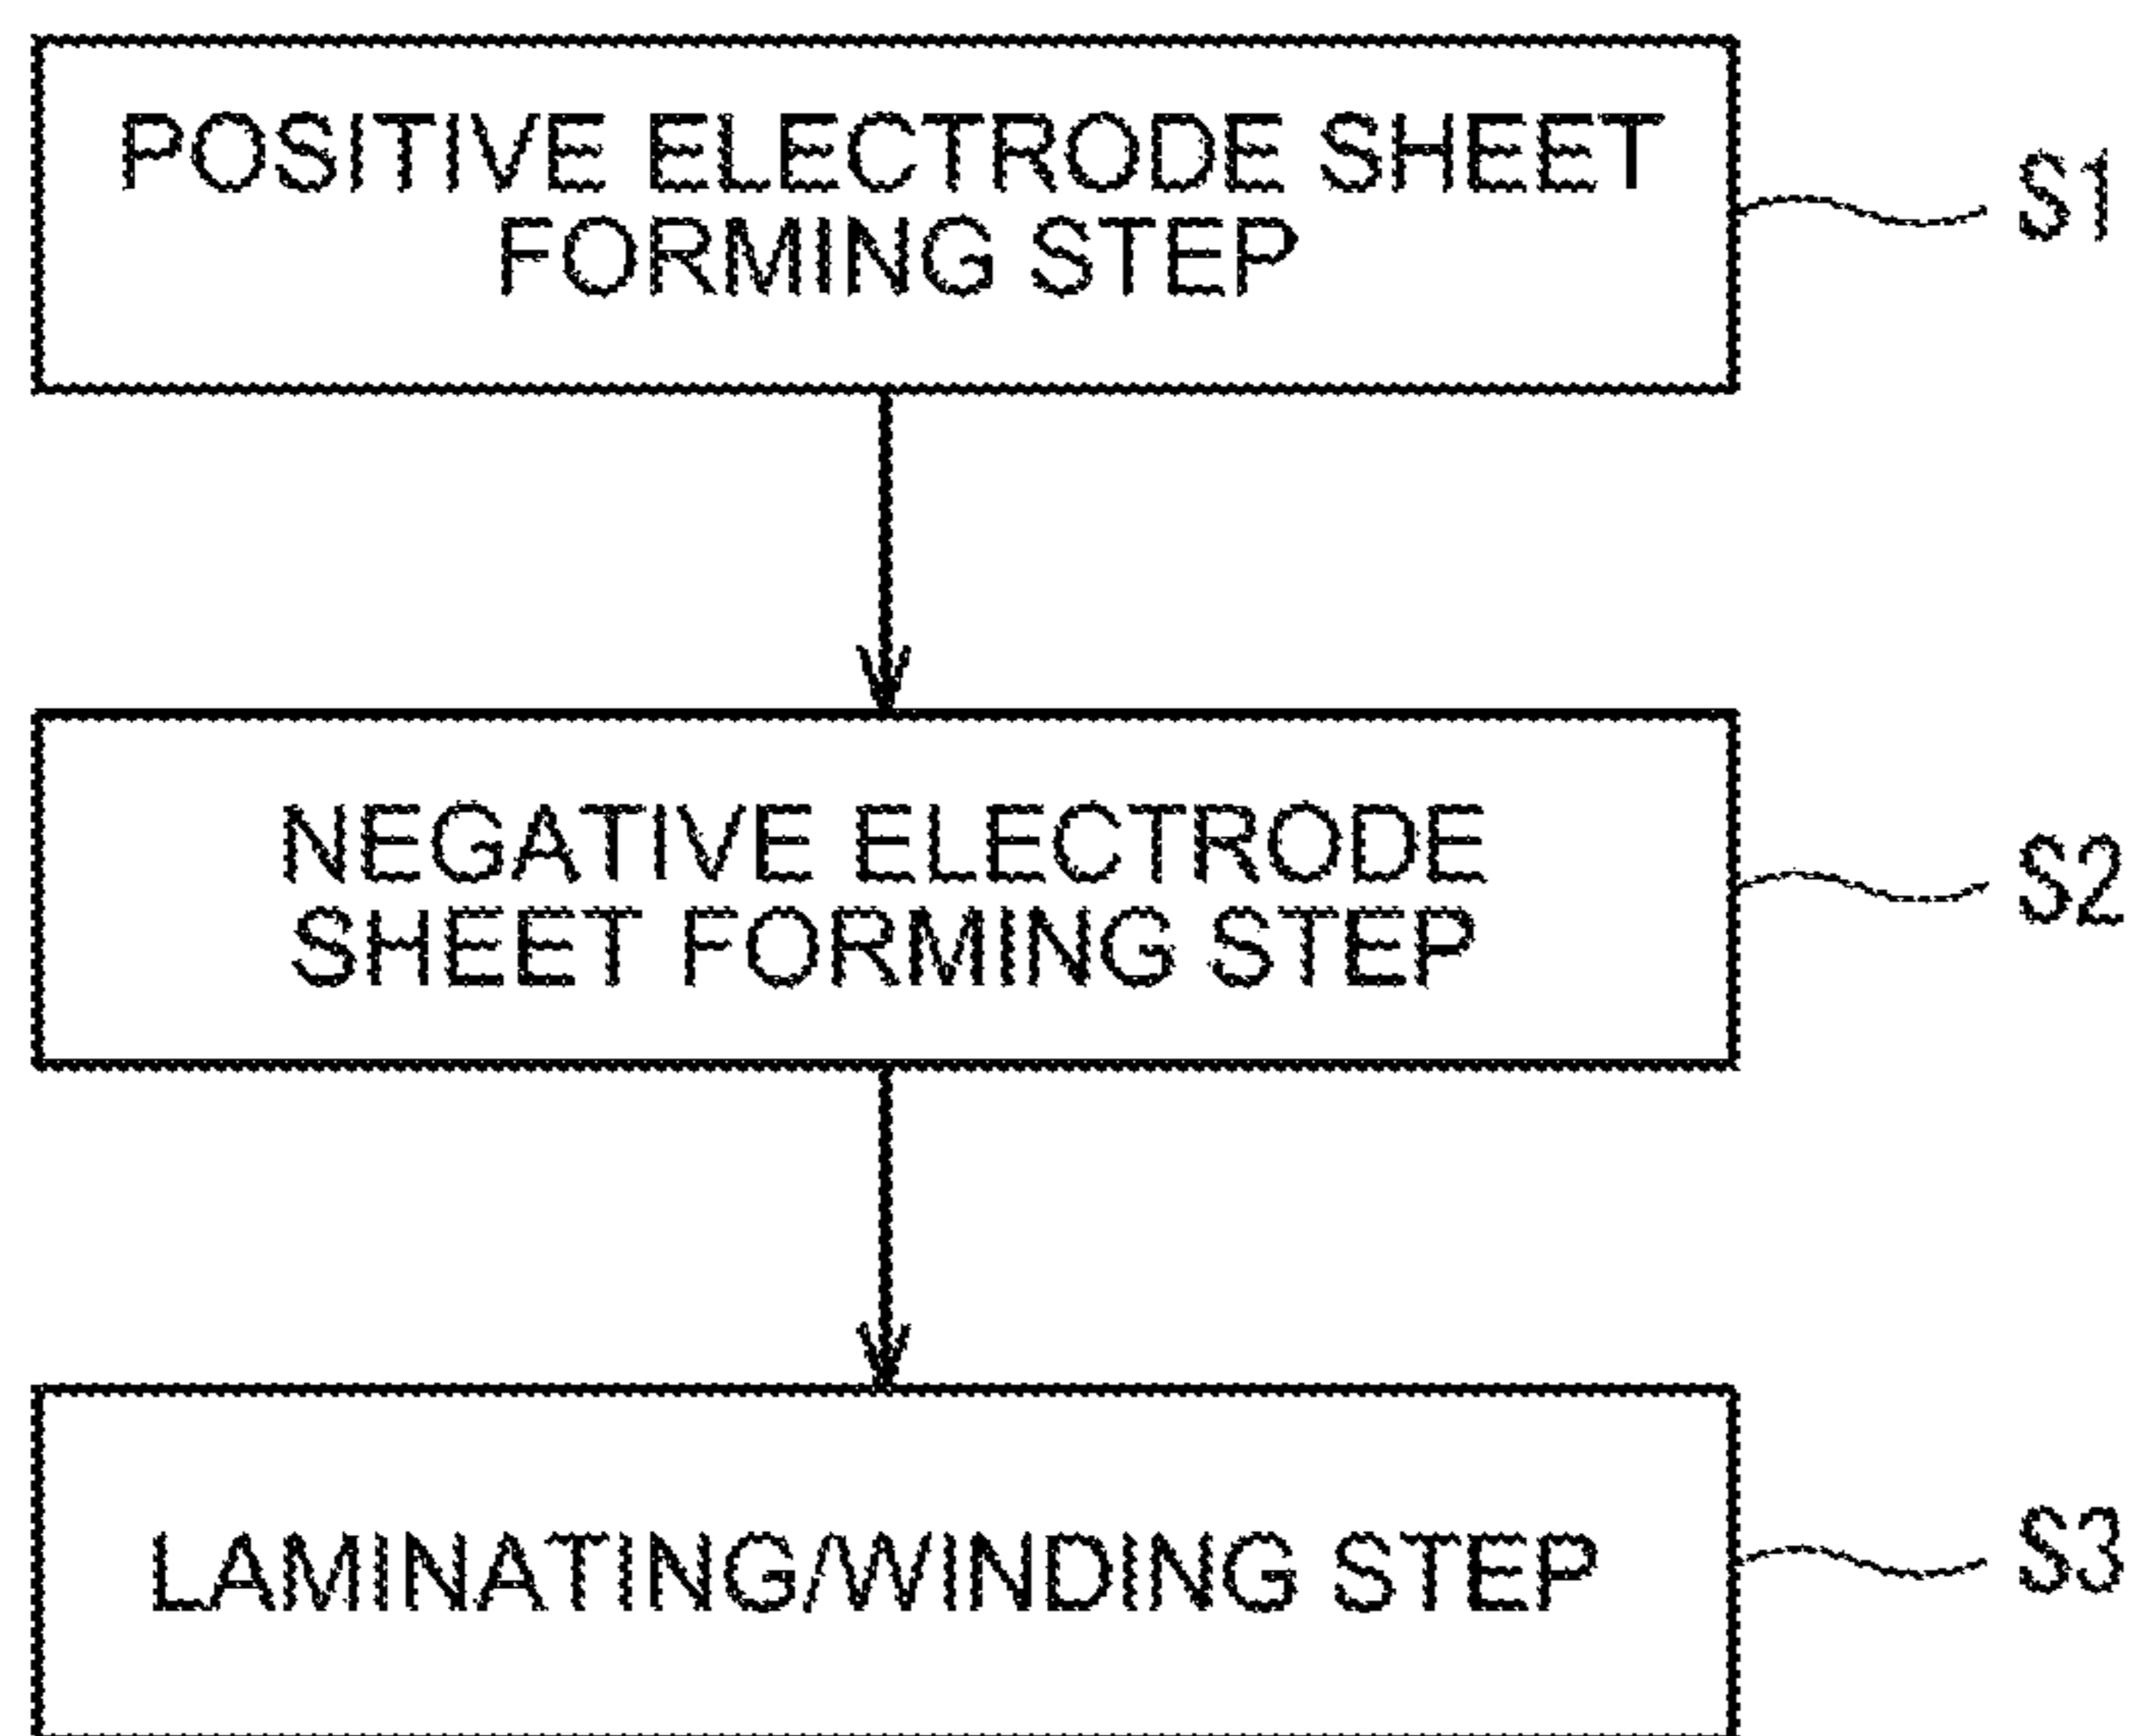 POSITIVE ELECTRODE SHEET
FORMING STEP
S1
NEGATIVE ELECTRODE
SHEET FORMING STEP
S2
LAMINATING/WINDING STEP
S3